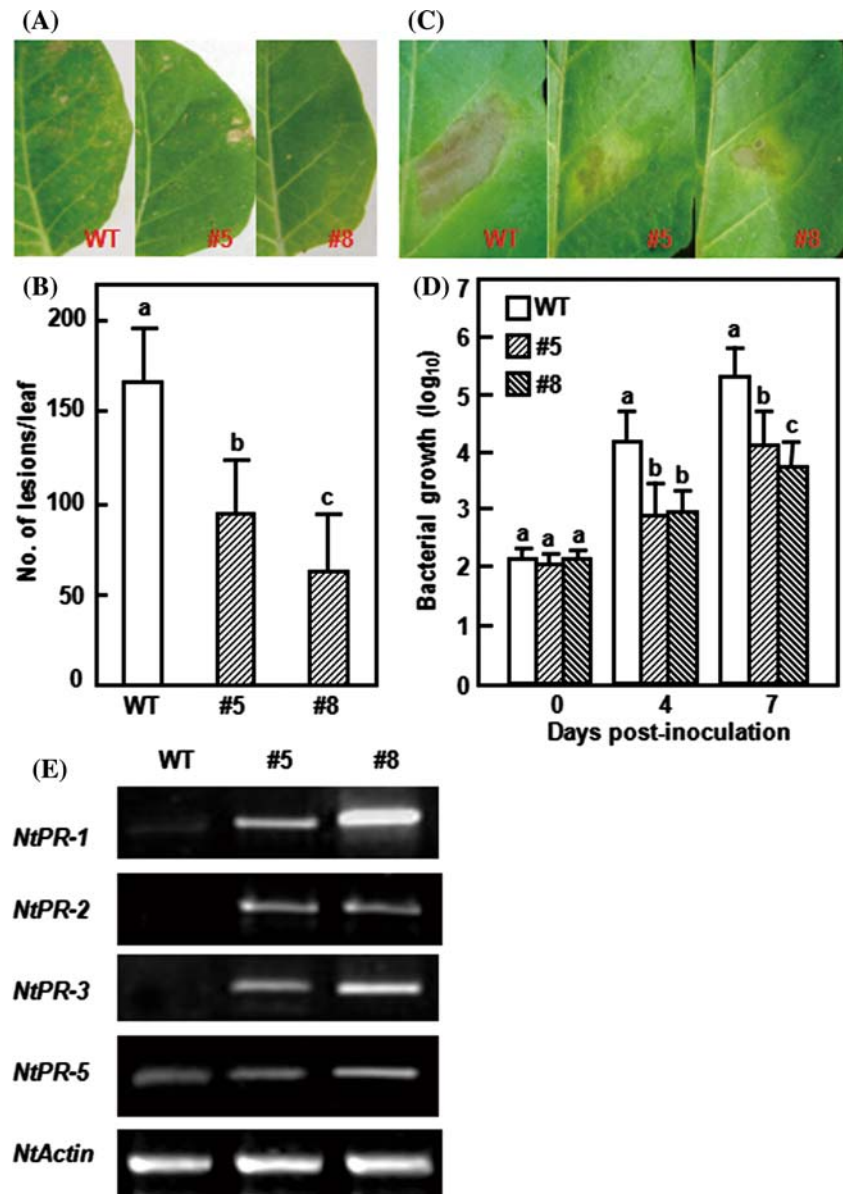 (A)
WT #5 #8
(C)
WT #5 #8
(B)
No. of lesions/leaf
200
150
100
50
0
a
b
c
WT #5 #8
(D)
Bacterial growth (log₁₀)
7
6
5
4
3
2
1
0
WT
#5
#8
a a a
a b b
a b c
0 4 7
Days post-inoculation
(E)
WT #5 #8
NtPR-1
NtPR-2
NtPR-3
NtPR-5
NtActin